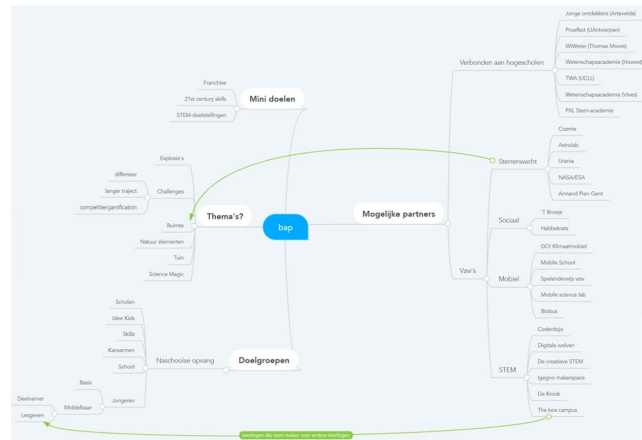 bap
Mini doelen
Franchise
21st century skills
STEM-doelstellingen
Thema's?
Explosie's
Challenges
differteer
langer traject
competitie/gamification
Ruimte
Natuur elementen
Tuin
Science Magic
Doelgroepen
Naschoolse opvang
Scholen
Idee Kids
Skillz
Kansarmen
School
Jongeren
Basis
Middelbaar
Deelnemer
Lesgeven
Mogelijke partners
Verbonden aan hogescholen
Jonge ontdekkers (Artevelde)
Proefkot (UAntwerpen)
WiWeter (Thomas Moore)
Wetenschapsacademie (Howest)
TWA (UCLL)
Wetenschapsacademie (Vives)
PXL Stem-academie
Vzw's
Sterrenwacht
Cozmix
Astrolab
Urania
NASA/ESA
Armand Pien Gent
Sociaal
'T Broeje
Habbekrats
Mobiel
GO! Klimaatmobiel
Mobile School
Spelenderwijs vzw
Mobile science lab
Biobus
STEM
Coderdojo
Digitale wolven
De creatieve STEM
Igegno makerspace
De Krook
The box campus
leerlingen die stem maken voor andere leerlingen